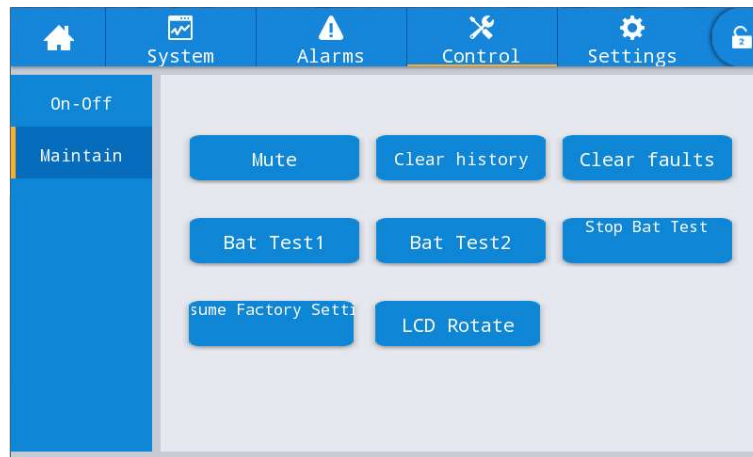 System
Alarms
Control
Settings
2
On-Off
Maintain
Mute
Clear history
Clear faults
Bat Test1
Bat Test2
Stop Bat Test
sume Factory Setti
LCD Rotate